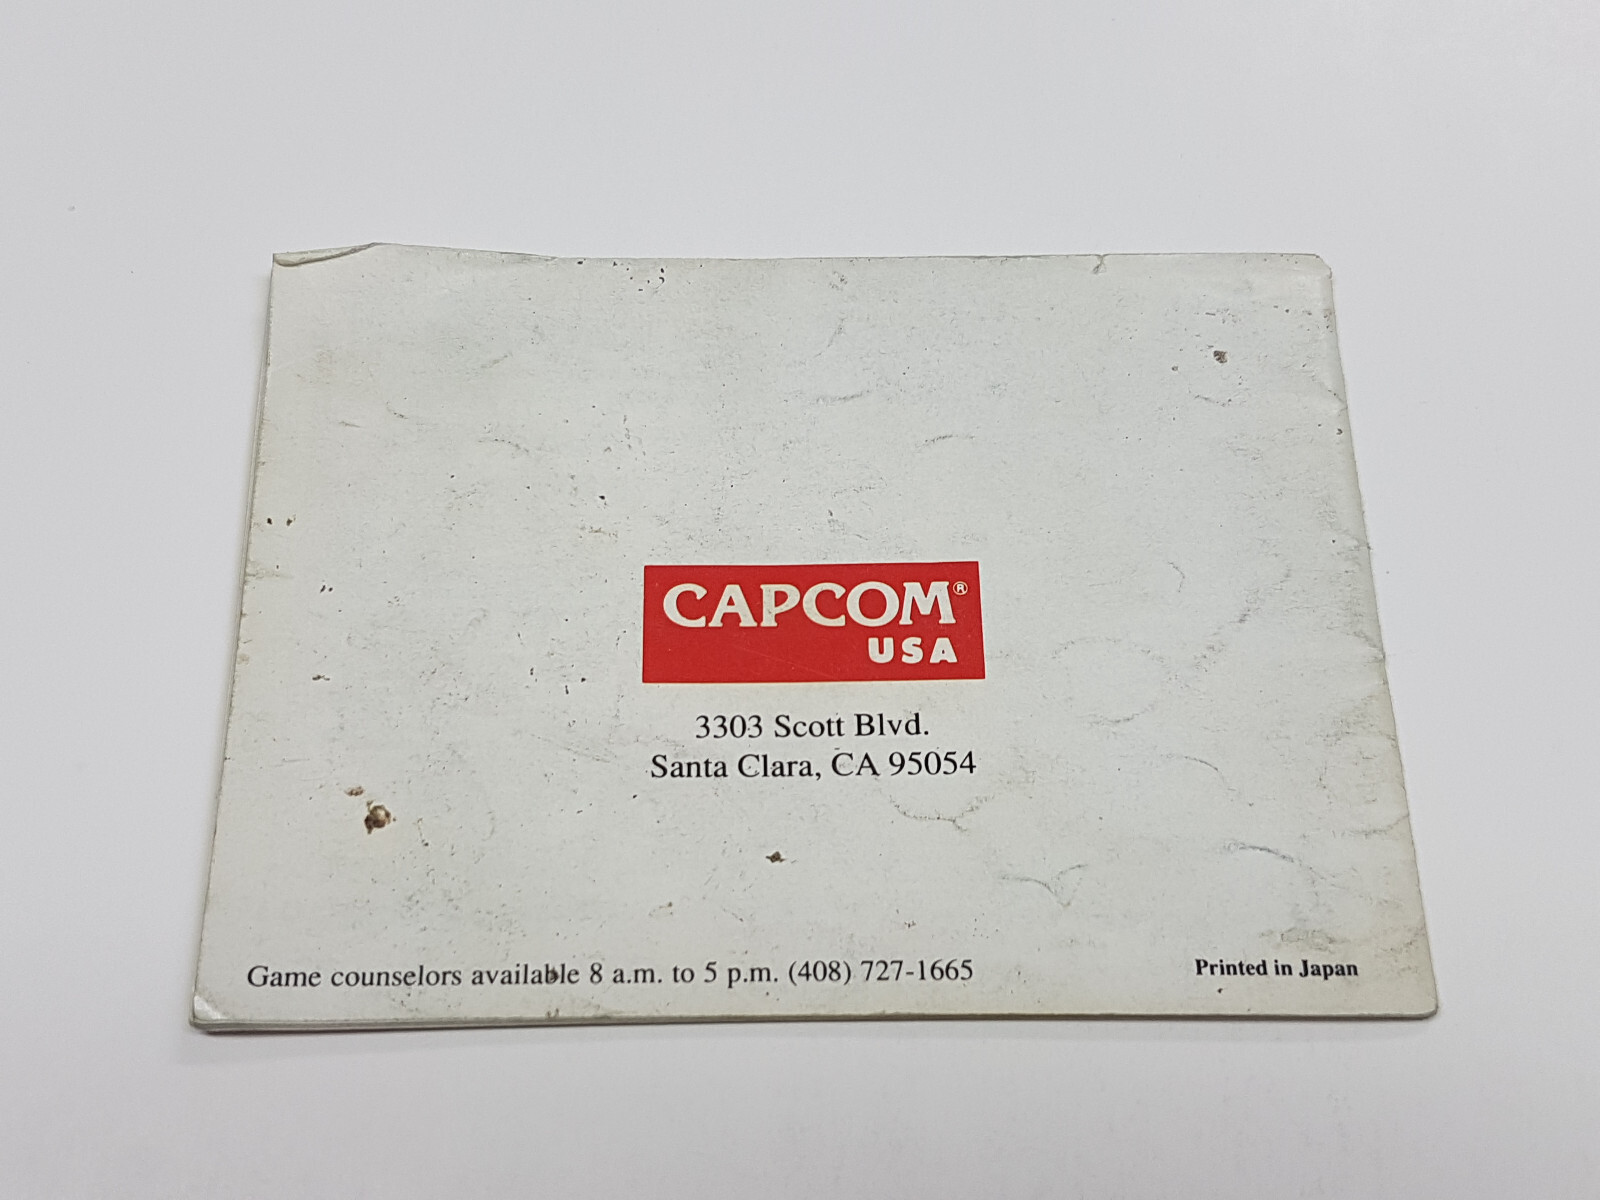 CAPCOM®
USA
3303 Scott Blvd.
Santa Clara, CA 95054
Game counselors available 8 a.m. to 5 p.m. (408) 727-1665
Printed in Japan